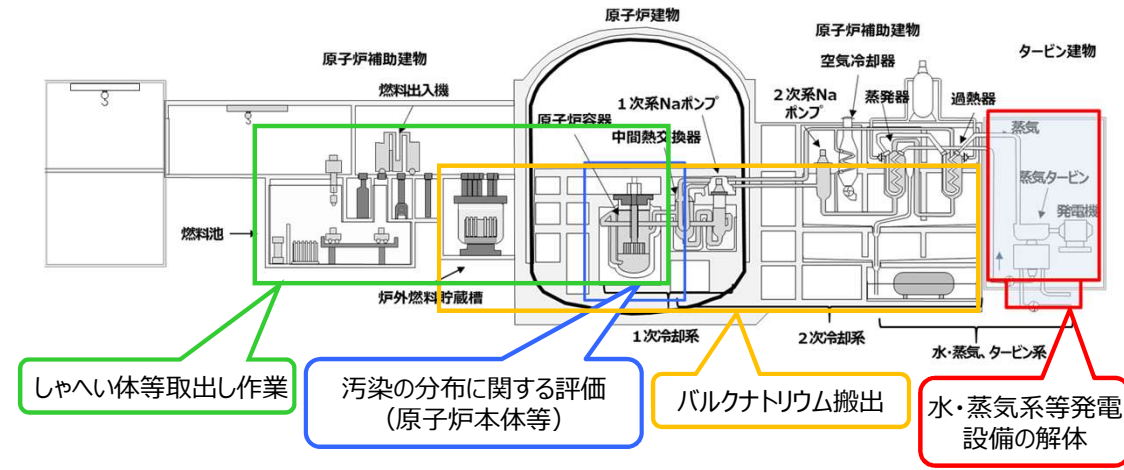 原子炉建物
原子炉補助建物
原子炉補助建物
タービン建物
燃料出入機
空気冷却器
1次系Naポンプ
2次系Na
ポンプ
蒸発器
過熱器
原子炉容器
中間熱交換器
蒸気
蒸気タービン
発電機
燃料池
炉外燃料貯蔵槽
1次冷却系
2次冷却系
水・蒸気、タービン系
しゃへい体等取出し作業
汚染の分布に関する評価
（原子炉本体等）
バルクナトリウム搬出
水・蒸気系等発電
設備の解体